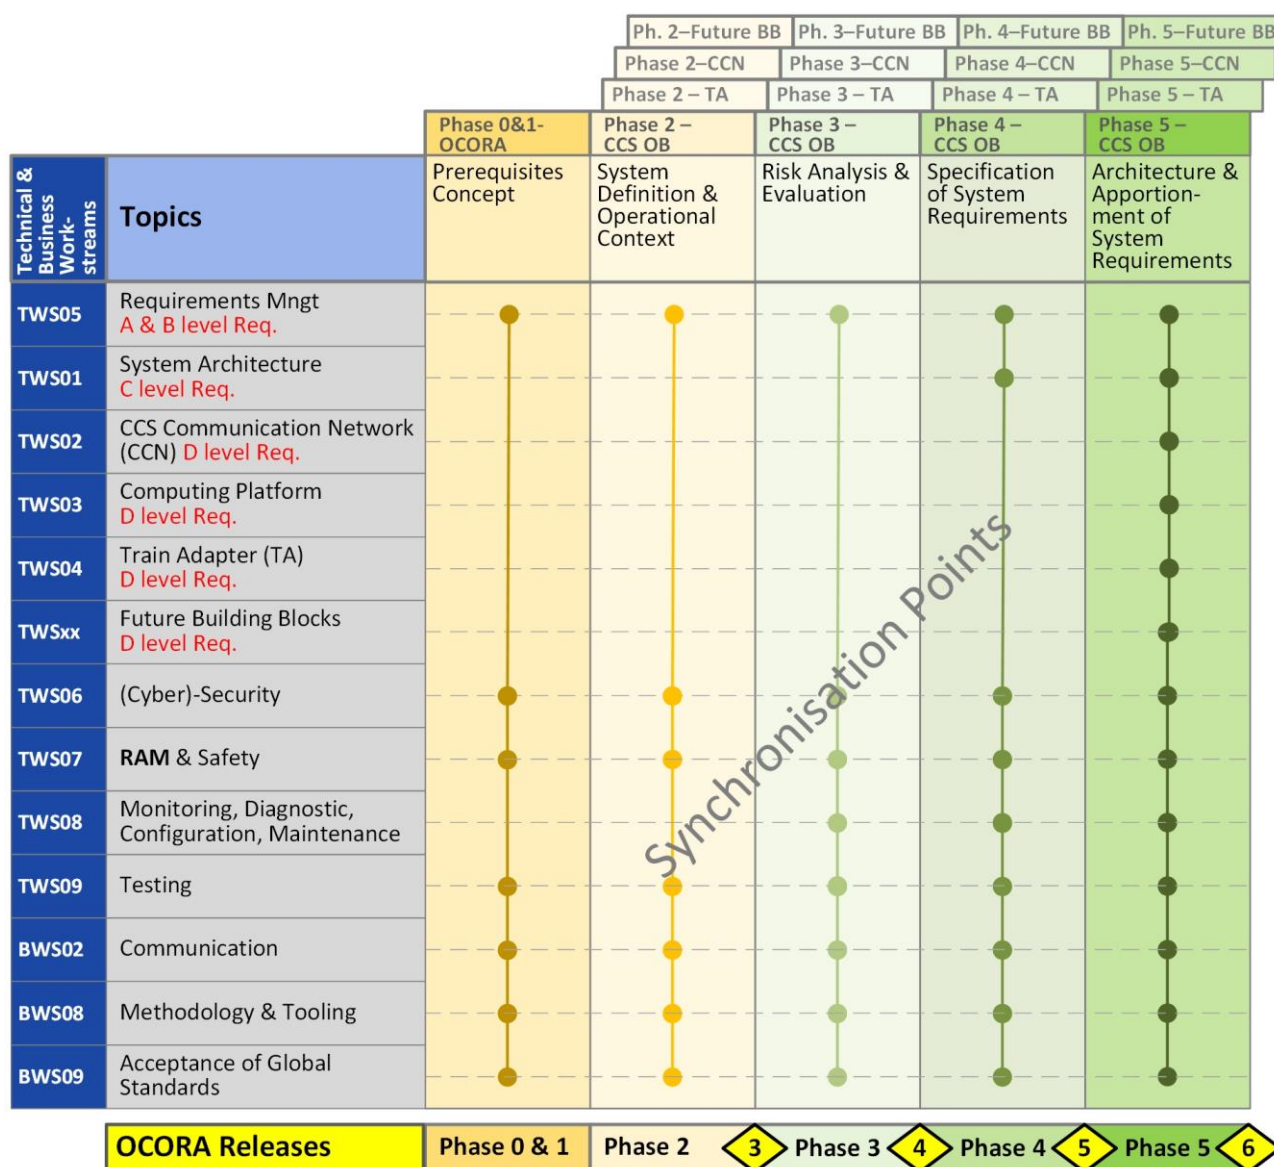 Ph. 2–Future BB Ph. 3–Future BB Ph. 4–Future BB Ph. 5–Future BB
Phase 2–CCN Phase 3–CCN Phase 4–CCN Phase 5–CCN
Phase 2 – TA Phase 3 – TA Phase 4 – TA Phase 5 – TA
Phase 0&1-
OCORA
Phase 2 –
CCS OB
Phase 3 –
CCS OB
Phase 4 –
CCS OB
Phase 5 –
CCS OB
Technical &
Business
Work-
streams
Topics
Prerequisites
Concept
System
Definition &
Operational
Context
Risk Analysis &
Evaluation
Specification
of System
Requirements
Architecture &
Apportion-
ment of
System
Requirements
TWS05
Requirements Mngt
A & B level Req.
TWS01
System Architecture
C level Req.
TWS02
CCS Communication Network
(CCN) D level Req.
TWS03
Computing Platform
D level Req.
TWS04
Train Adapter (TA)
D level Req.
TWSxx
Future Building Blocks
D level Req.
TWS06
(Cyber)-Security
TWS07
RAM & Safety
TWS08
Monitoring, Diagnostic,
Configuration, Maintenance
TWS09
Testing
BWS02
Communication
BWS08
Methodology & Tooling
BWS09
Acceptance of Global
Standards
Synchronisation Points
OCORA Releases Phase 0 & 1 Phase 2 3 Phase 3 4 Phase 4 5 Phase 5 6